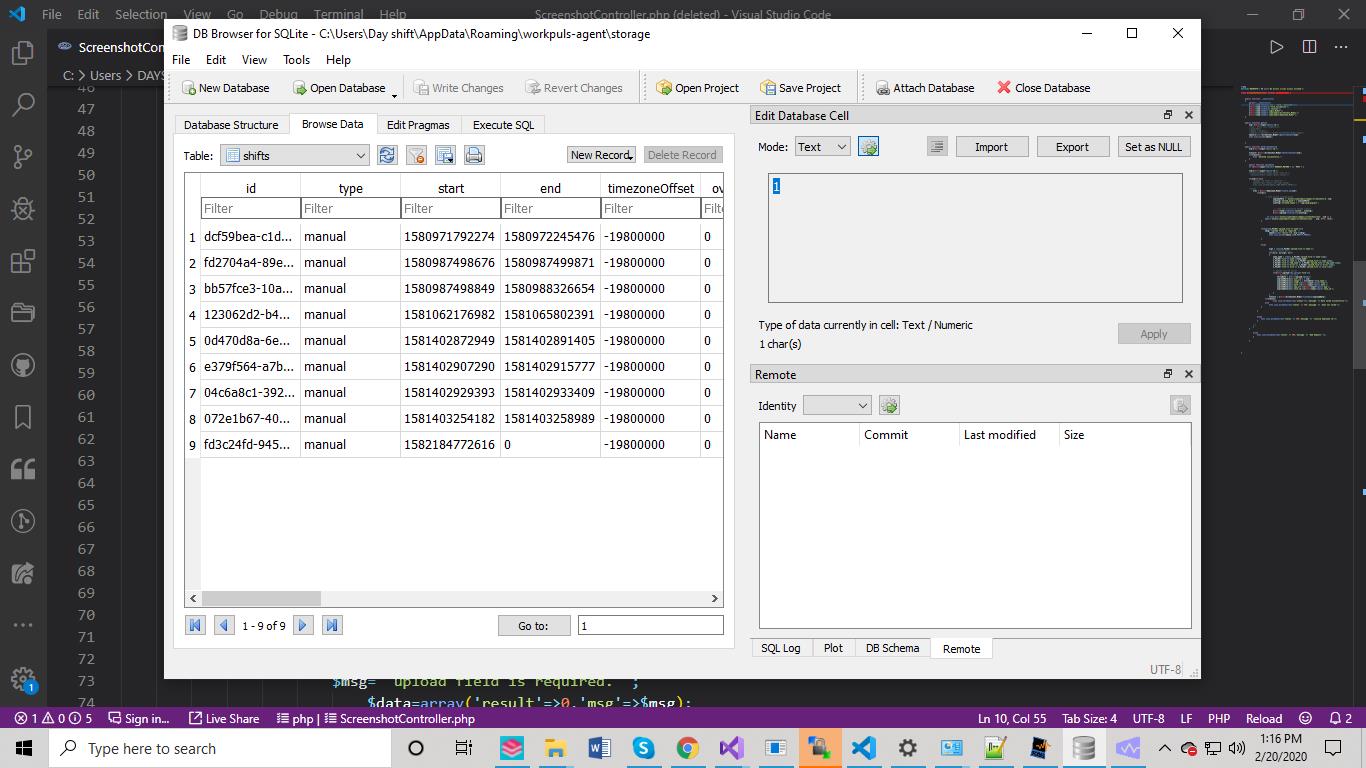 File Edit Selection View Go Debug Terminal Help ScreenshotController.php (deleted) - Visual Studio Code
DB Browser for SQLite - C:\Users\Day shift\AppData\Roaming\workpuls-agent\storage
ScreenshotCon
File Edit View Tools Help
C: > Users > DAYS
New Database Open Database Write Changes Revert Changes Open Project Save Project Attach Database Close Database
Database Structure Browse Data Edit Pragmas Execute SQL
Table: shifts New Record Delete Record
id type start end timezoneOffset ov
Filter Filter Filter Filter Filter Filt
1 dcf59bea-c1d... manual 1580971792274 1580972245476 -19800000 0
2 fd2704a4-89e... manual 1580987498676 1580987499391 -19800000 0
3 bb57fce3-10a... manual 1580987498849 1580988326654 -19800000 0
4 123062d2-b4... manual 1581062176982 1581065802391 -19800000 0
5 0d470d8a-6e... manual 1581402872949 1581402891405 -19800000 0
6 e379f564-a7b... manual 1581402907290 1581402915777 -19800000 0
7 04c6a8c1-392... manual 1581402929393 1581402933409 -19800000 0
8 072e1b67-40... manual 1581403254182 1581403258989 -19800000 0
9 fd3c24fd-945... manual 1582184772616 0 -19800000 0
1 - 9 of 9 Go to: 1
Edit Database Cell
Mode: Text Import Export Set as NULL
1
Type of data currently in cell: Text / Numeric
1 char(s)
Apply
Remote
Identity
Name Commit Last modified Size
SQL Log Plot DB Schema Remote
UTF-8
46
47
48
49
50
51
52
53
54
55
56
57
58
59
60
61
62
63
64
65
66
67
68
69
70
71
72
73 $msg= upload field is required. ;
74 $data=array('result'=>0,'msg'=>$msg);
1
1 0 5 Sign in... Live Share php | ScreenshotController.php Ln 10, Col 55 Tab Size: 4 UTF-8 LF PHP Reload 2
Type here to search
1:16 PM
2/20/2020